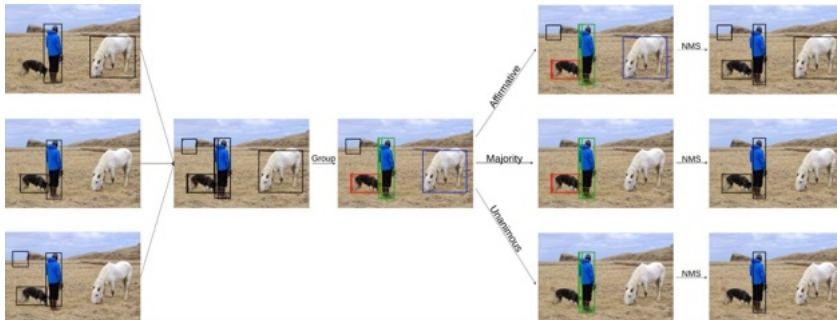 Affirmative
NMS
Group
Majority
NMS
Unanimous
NMS